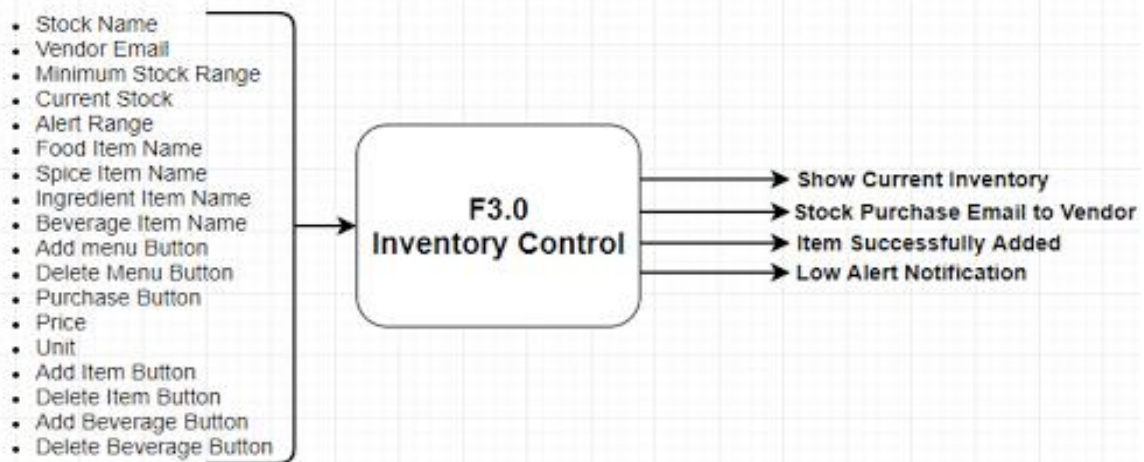 • Stock Name
• Vendor Email
• Minimum Stock Range
• Current Stock
• Alert Range
• Food Item Name
• Spice Item Name
• Ingredient Item Name
• Beverage Item Name
• Add menu Button
• Delete Menu Button
• Purchase Button
• Price
• Unit
• Add Item Button
• Delete Item Button
• Add Beverage Button
• Delete Beverage Button
F3.0
Inventory Control
Show Current Inventory
Stock Purchase Email to Vendor
Item Successfully Added
Low Alert Notification